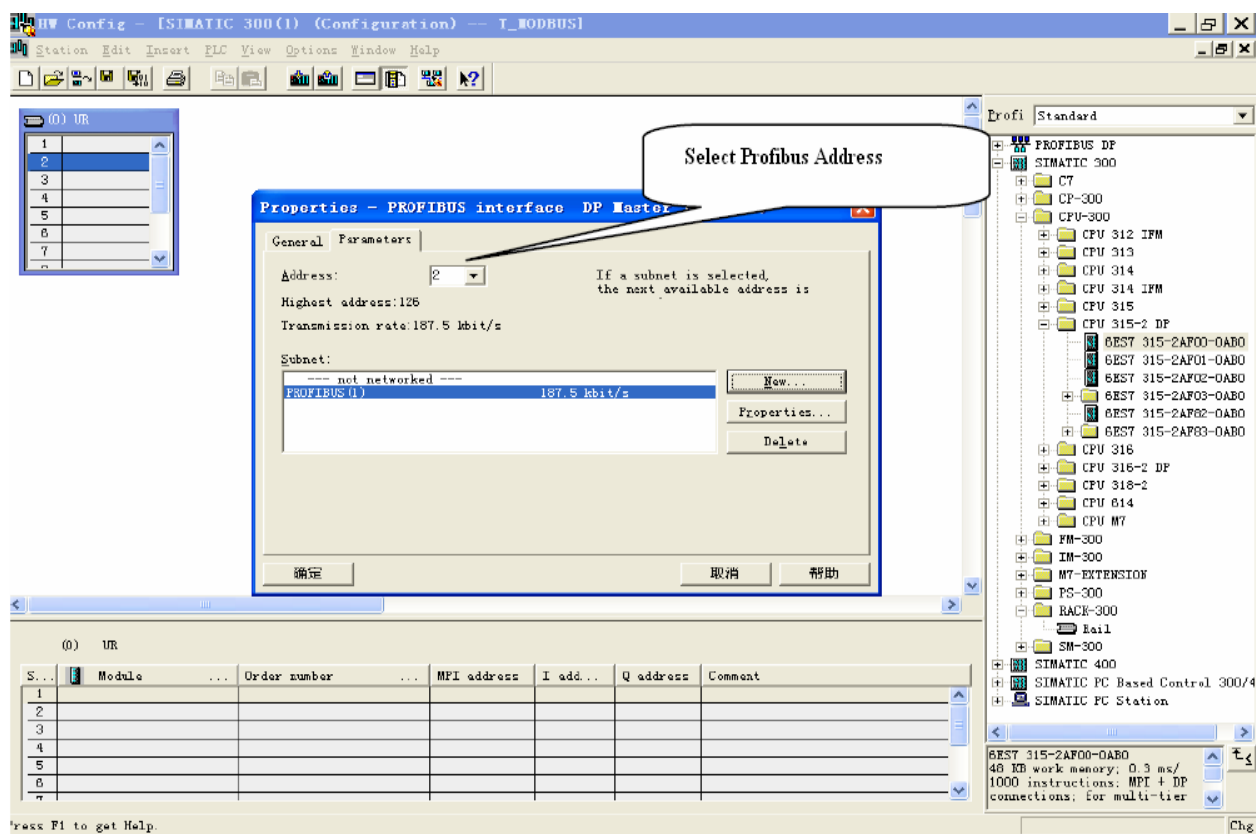 HW Config - [SIMATIC 300(1) (Configuration) -- T_MODBUS]
Station Edit Insert PLC View Options Window Help
(0) UR
1
2
3
4
5
6
7
Select Profibus Address
Properties - PROFIBUS interface DP Master
General Parameters
Address: 2
If a subnet is selected,
the next available address is
Highest address:126
Transmission rate:187.5 kbit/s
Subnet:
--- not networked ---
PROFIBUS(1) 187.5 kbit/s
New...
Properties...
Delete
确定 取消 帮助
Profi Standard
PROFIBUS DP
SIMATIC 300
C7
CP-300
CPU-300
CPU 312 IFM
CPU 313
CPU 314
CPU 314 IFM
CPU 315
CPU 315-2 DP
6ES7 315-2AF00-0AB0
6ES7 315-2AF01-0AB0
6ES7 315-2AF02-0AB0
6ES7 315-2AF03-0AB0
6ES7 315-2AF82-0AB0
6ES7 315-2AF83-0AB0
CPU 316
CPU 316-2 DP
CPU 318-2
CPU 614
CPU M7
FM-300
IM-300
M7-EXTENSION
PS-300
RACK-300
Rail
SM-300
SIMATIC 400
SIMATIC PC Based Control 300/4
SIMATIC PC Station
6ES7 315-2AF00-0AB0
48 KB work memory; 0.3 ms/
1000 instructions; MPI + DP
connections; for multi-tier
(0) UR
S... Module ... Order number ... MPI address I add... Q address Comment
1
2
3
4
5
6
7
Press F1 to get Help.
Chg